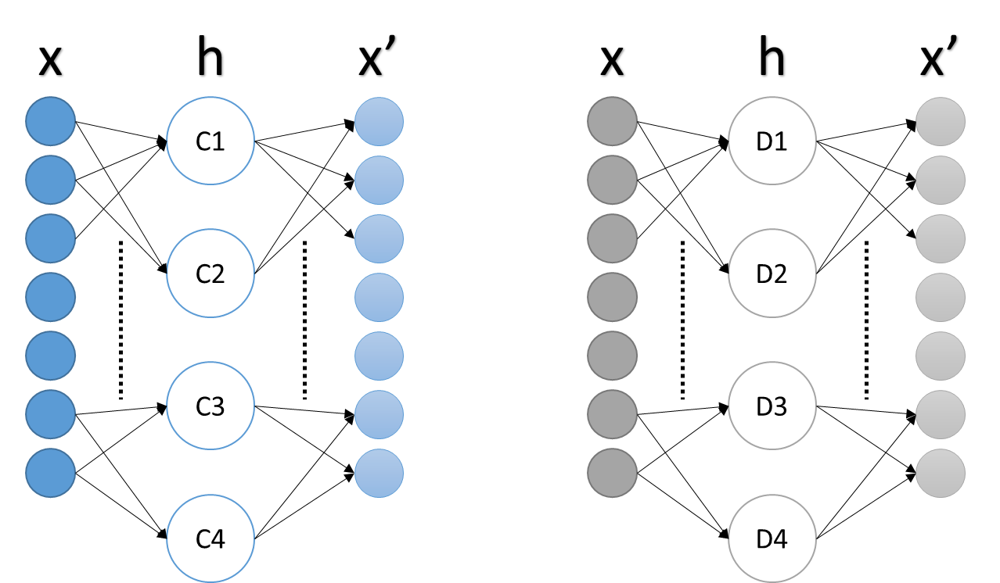 x h x’ x h x’
C1 D1
C2 D2
C3 D3
C4 D4